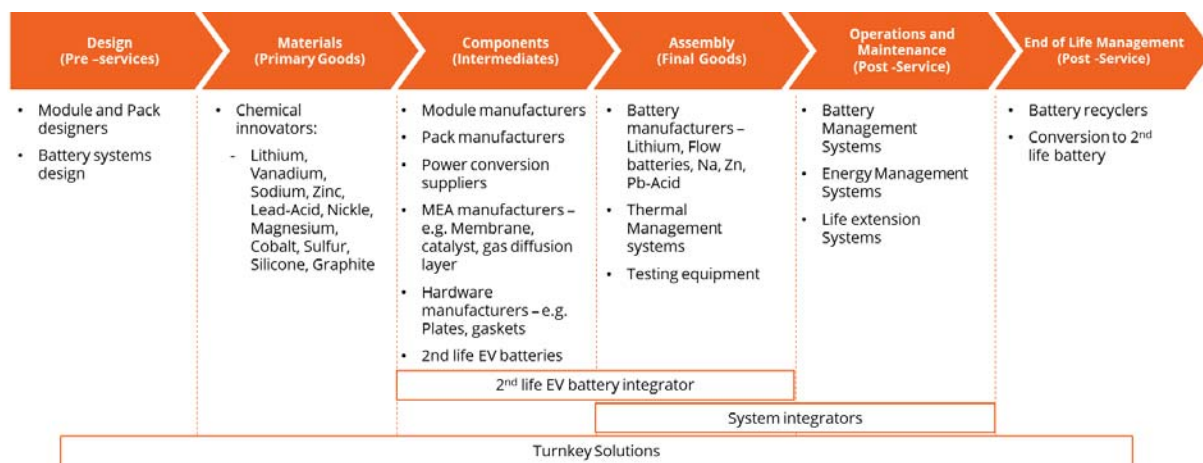 Design
(Pre –services)
Materials
(Primary Goods)
Components
(Intermediates)
Assembly
(Final Goods)
Operations and
Maintenance
(Post -Service)
End of Life Management
(Post -Service)
• Module and Pack
designers
• Battery systems
design
• Chemical
innovators:
- Lithium,
Vanadium,
Sodium, Zinc,
Lead-Acid, Nickle,
Magnesium,
Cobalt, Sulfur,
Silicone, Graphite
• Module manufacturers
• Pack manufacturers
• Power conversion
suppliers
• MEA manufacturers –
e.g. Membrane,
catalyst, gas diffusion
layer
• Hardware
manufacturers – e.g.
Plates, gaskets
• 2nd life EV batteries
• Battery
manufacturers –
Lithium, Flow
batteries, Na, Zn,
Pb-Acid
• Thermal
Management
systems
• Testing equipment
• Battery
Management
Systems
• Energy Management
Systems
• Life extension
Systems
• Battery recyclers
• Conversion to 2nd
life battery
2nd life EV battery integrator
System integrators
Turnkey Solutions